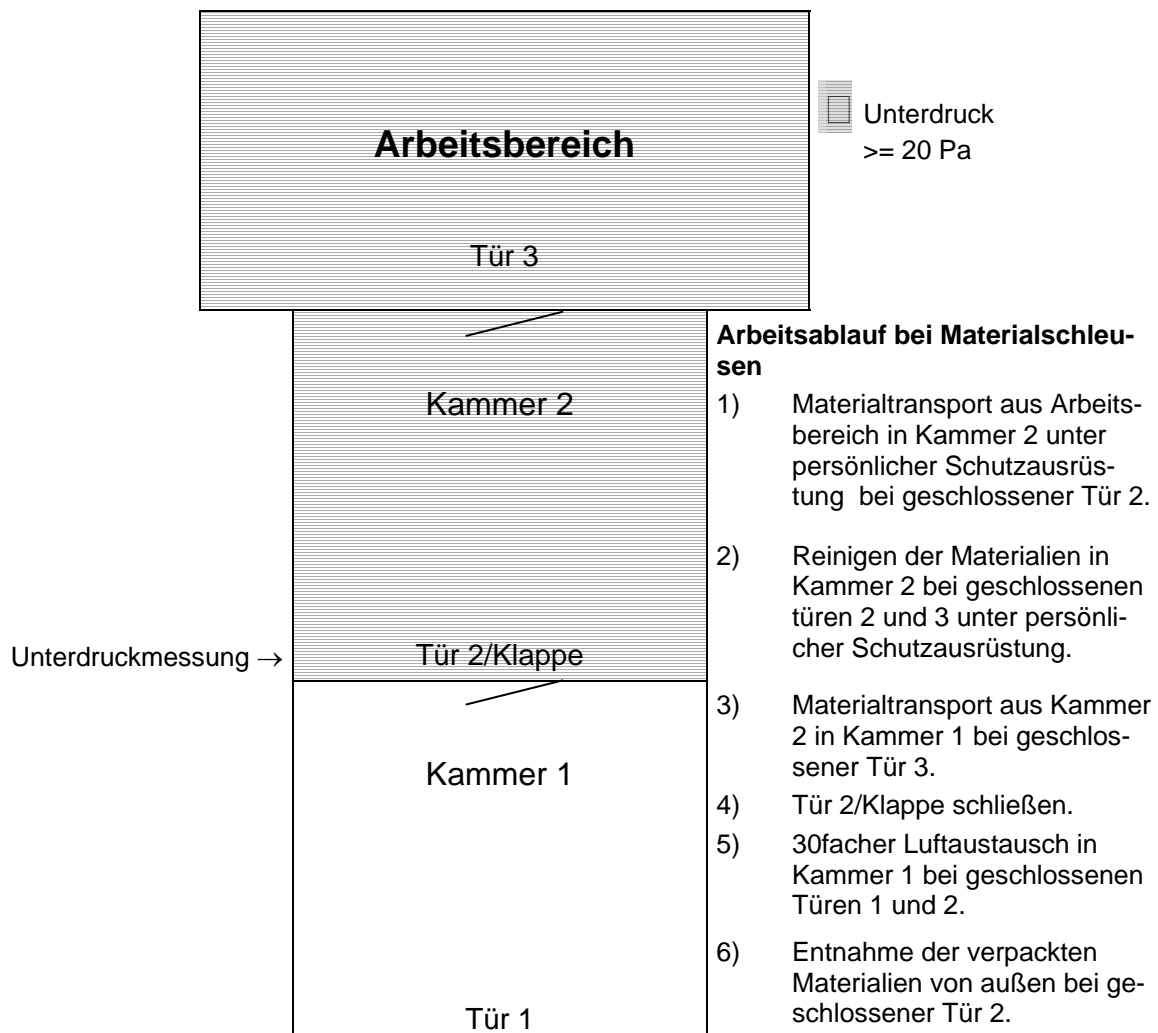 Arbeitsbereich
Unterdruck
>= 20 Pa
Tür 3
Kammer 2
Unterdruckmessung →
Tür 2/Klappe
Kammer 1
Tür 1
Arbeitsablauf bei Materialschleu-
sen
1) Materialtransport aus Arbeits-
bereich in Kammer 2 unter
persönlicher Schutzausrüs-
tung bei geschlossener Tür 2.
2) Reinigen der Materialien in
Kammer 2 bei geschlossenen
türen 2 und 3 unter persönli-
cher Schutzausrüstung.
3) Materialtransport aus Kammer
2 in Kammer 1 bei geschlos-
sener Tür 3.
4) Tür 2/Klappe schließen.
5) 30facher Luftaustausch in
Kammer 1 bei geschlossenen
Türen 1 und 2.
6) Entnahme der verpackten
Materialien von außen bei ge-
schlossener Tür 2.